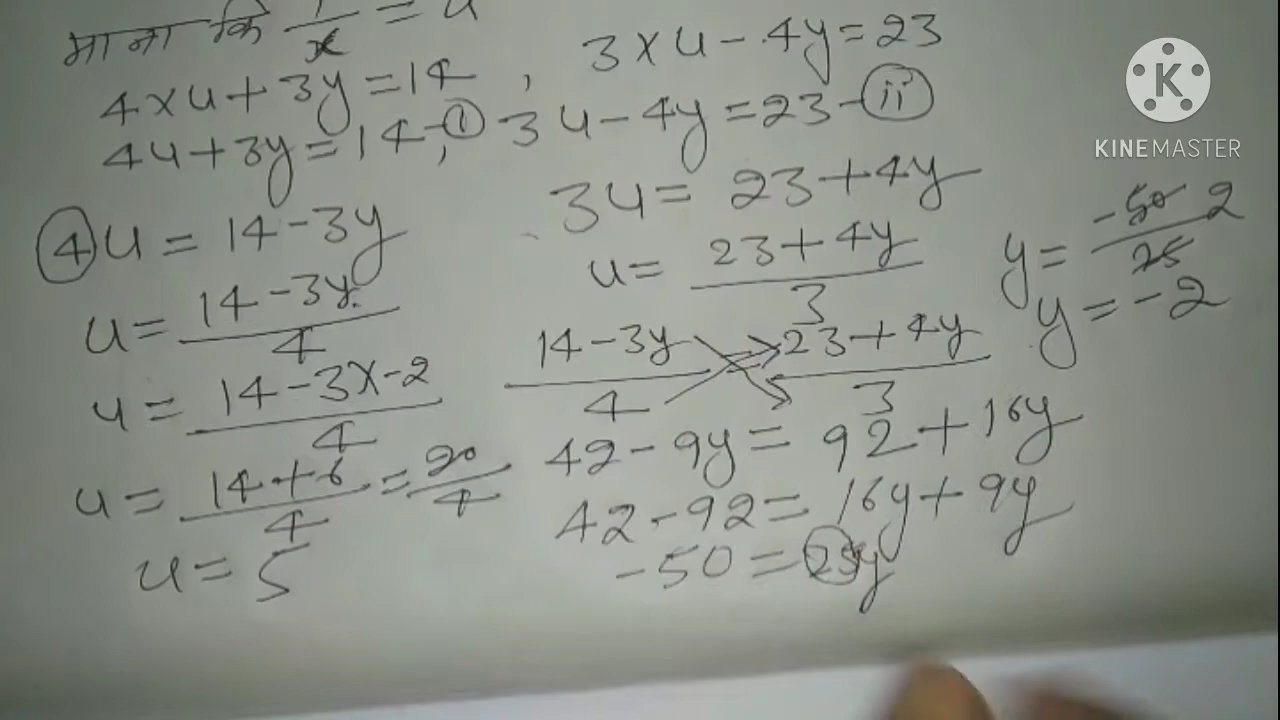 माना कि 1/x = u
4×u+3y=14 , 3×u-4y=23
4u+3y=14-①, 3u-4y=23-ⅱ
4u = 14-3y
u = 14-3y/4
u = 14-3×-2/4
u = 14+6/4 = 20/4
u = 5
3u = 23+4y
u = 23+4y/3
14-3y/4 = 23+4y/3
42-9y = 92+16y
42-92 = 16y+9y
-50 = 25y
y = -50/25 2
y = -2
K
KINEMASTER